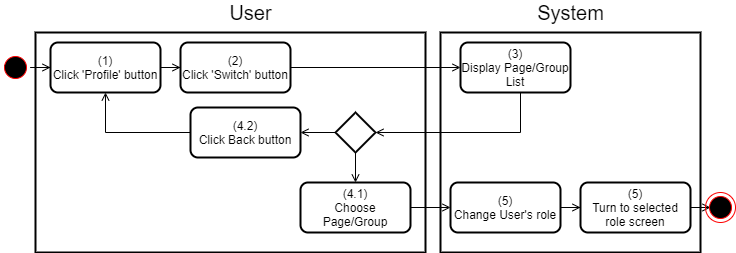 User
System
(1)
Click 'Profile' button
(2)
Click 'Switch' button
(3)
Display Page/Group
List
(4.2)
Click Back button
(4.1)
Choose
Page/Group
(5)
Change User's role
(5)
Turn to selected
role screen